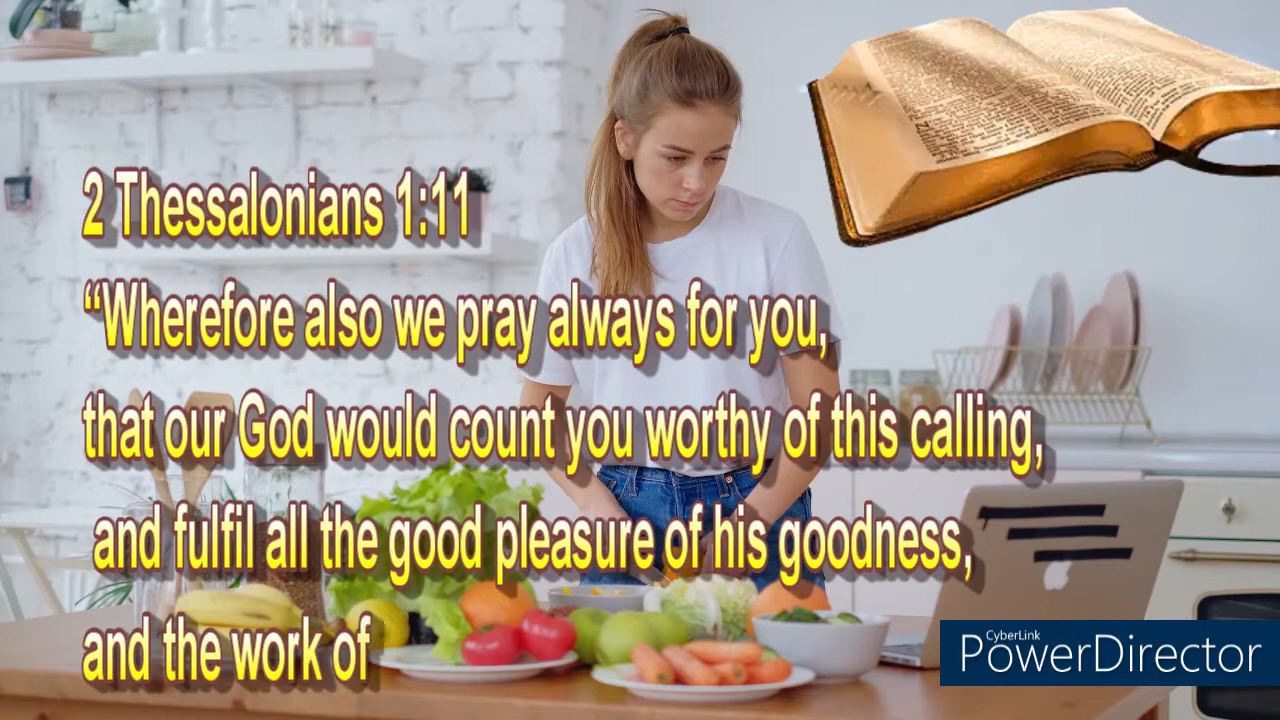 2 Thessalonians 1:11
“Wherefore also we pray always for you,
that our God would count you worthy of this calling,
and fulfil all the good pleasure of his goodness,
and the work of
CyberLink
PowerDirector